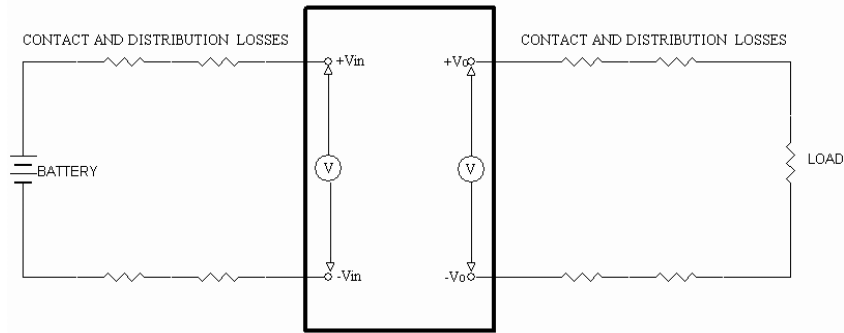 CONTACT AND DISTRIBUTION LOSSES
CONTACT AND DISTRIBUTION LOSSES
+Vin
+Vo
BATTERY
V
V
LOAD
-Vin
-Vo